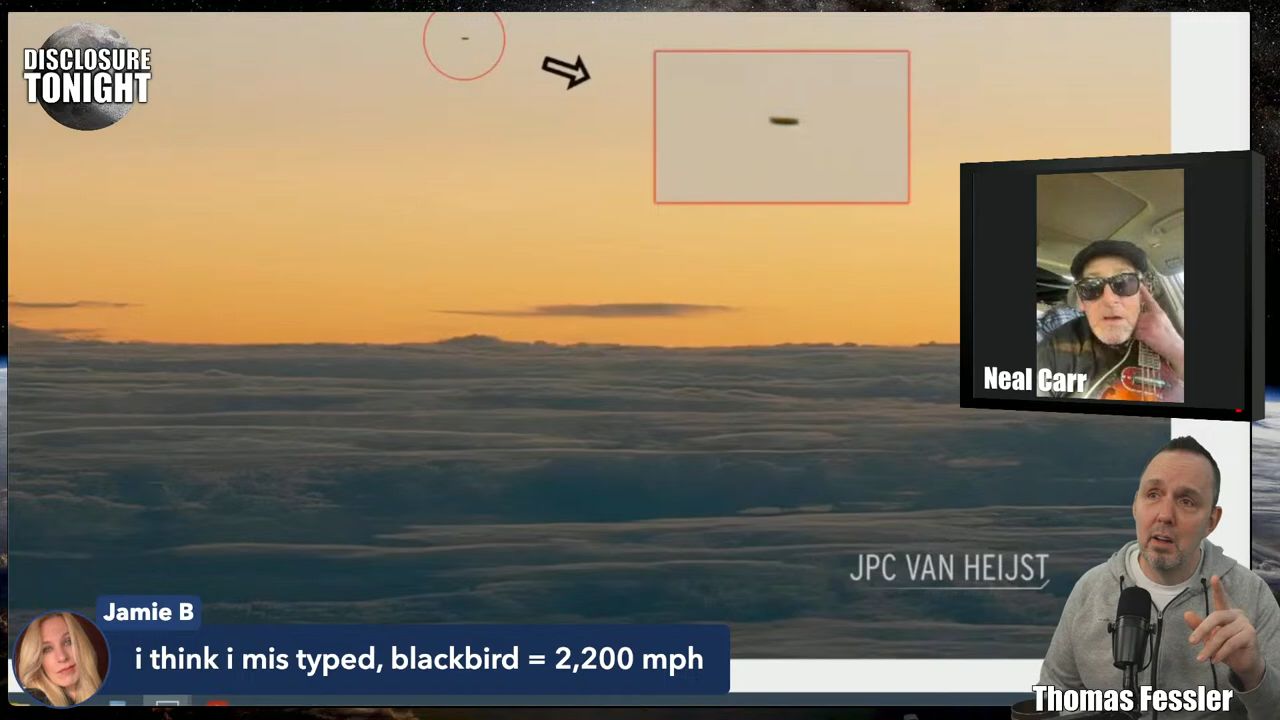 DISCLOSURE
TONIGHT
Neal Carr
JPC VAN HEIJST
Jamie B
i think i mis typed, blackbird = 2,200 mph
Thomas Fessler